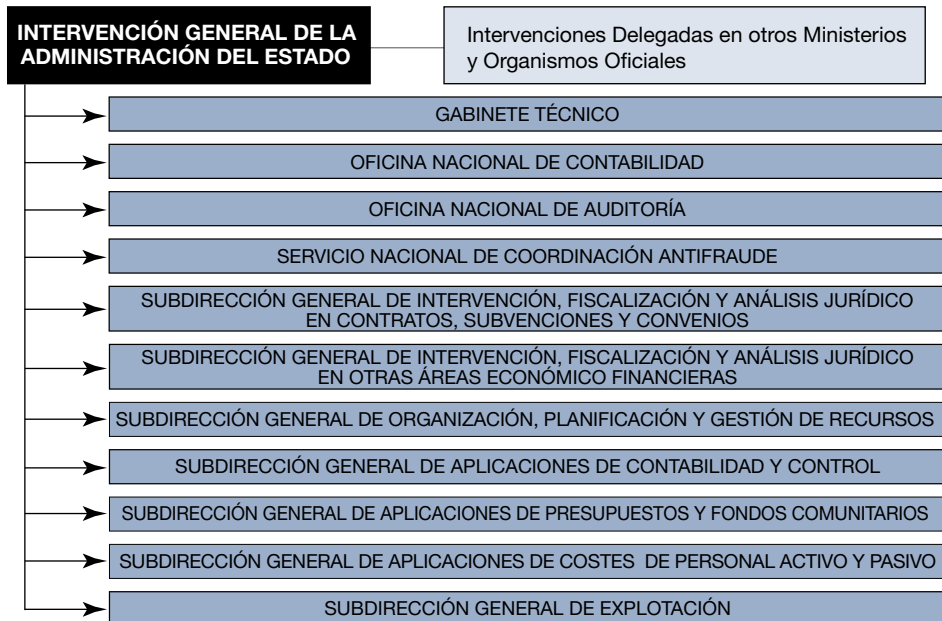 INTERVENCIÓN GENERAL DE LA
ADMINISTRACIÓN DEL ESTADO
Intervenciones Delegadas en otros Ministerios
y Organismos Oficiales
GABINETE TÉCNICO
OFICINA NACIONAL DE CONTABILIDAD
OFICINA NACIONAL DE AUDITORÍA
SERVICIO NACIONAL DE COORDINACIÓN ANTIFRAUDE
SUBDIRECCIÓN GENERAL DE INTERVENCIÓN, FISCALIZACIÓN Y ANÁLISIS JURÍDICO
EN CONTRATOS, SUBVENCIONES Y CONVENIOS
SUBDIRECCIÓN GENERAL DE INTERVENCIÓN, FISCALIZACIÓN Y ANÁLISIS JURÍDICO
EN OTRAS ÁREAS ECONÓMICO FINANCIERAS
SUBDIRECCIÓN GENERAL DE ORGANIZACIÓN, PLANIFICACIÓN Y GESTIÓN DE RECURSOS
SUBDIRECCIÓN GENERAL DE APLICACIONES DE CONTABILIDAD Y CONTROL
SUBDIRECCIÓN GENERAL DE APLICACIONES DE PRESUPUESTOS Y FONDOS COMUNITARIOS
SUBDIRECCIÓN GENERAL DE APLICACIONES DE COSTES DE PERSONAL ACTIVO Y PASIVO
SUBDIRECCIÓN GENERAL DE EXPLOTACIÓN